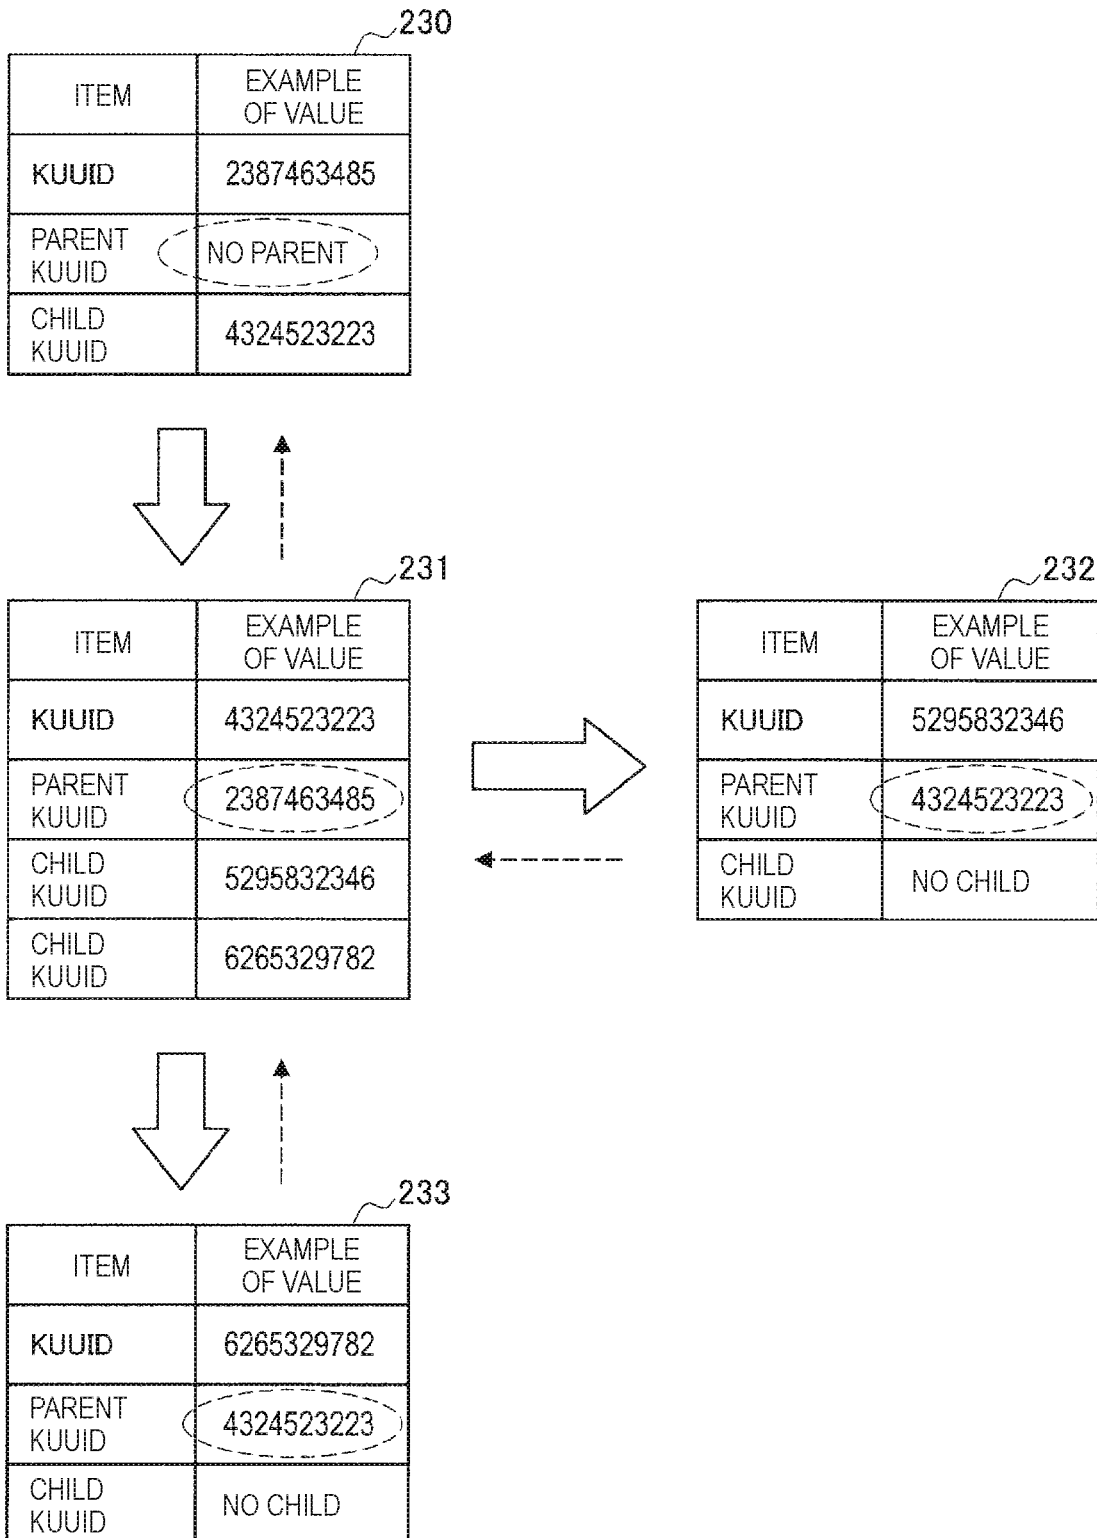 230
ITEM
EXAMPLE
OF VALUE
KUUID
2387463485
PARENT
KUUID
NO PARENT
CHILD
KUUID
4324523223
231
ITEM
EXAMPLE
OF VALUE
KUUID
4324523223
PARENT
KUUID
2387463485
CHILD
KUUID
5295832346
CHILD
KUUID
6265329782
232
ITEM
EXAMPLE
OF VALUE
KUUID
5295832346
PARENT
KUUID
4324523223
CHILD
KUUID
NO CHILD
233
ITEM
EXAMPLE
OF VALUE
KUUID
6265329782
PARENT
KUUID
4324523223
CHILD
KUUID
NO CHILD